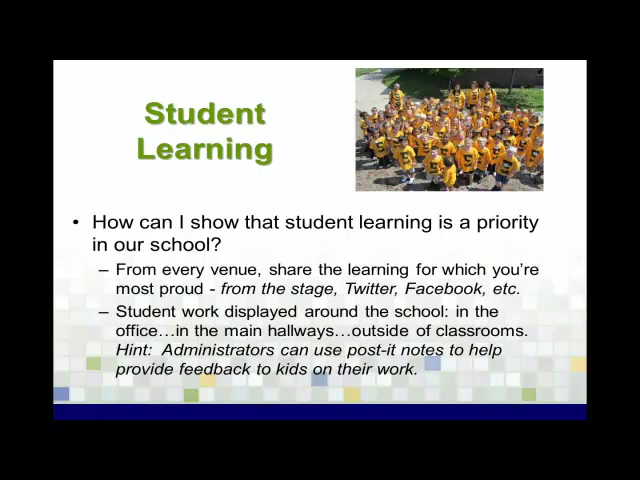 Student
Learning
• How can I show that student learning is a priority
in our school?
– From every venue, share the learning for which you're
most proud - from the stage, Twitter, Facebook, etc.
– Student work displayed around the school: in the
office…in the main hallways…outside of classrooms.
Hint: Administrators can use post-it notes to help
provide feedback to kids on their work.